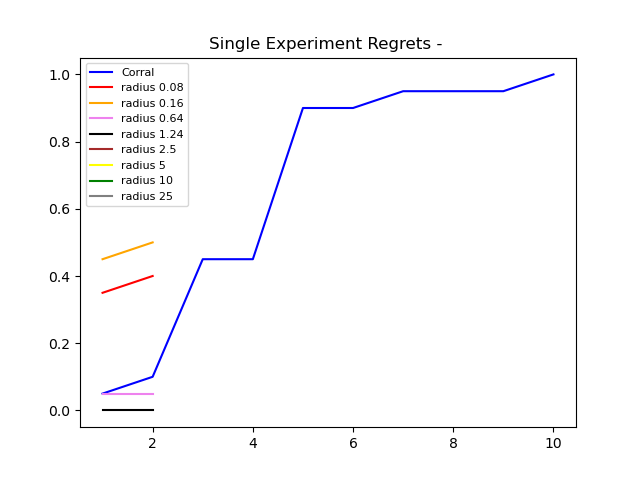 Single Experiment Regrets -
1.0
0.8
0.6
0.4
0.2
0.0
Corral
radius 0.08
radius 0.16
radius 0.64
radius 1.24
radius 2.5
radius 5
radius 10
radius 25
2 4 6 8 10